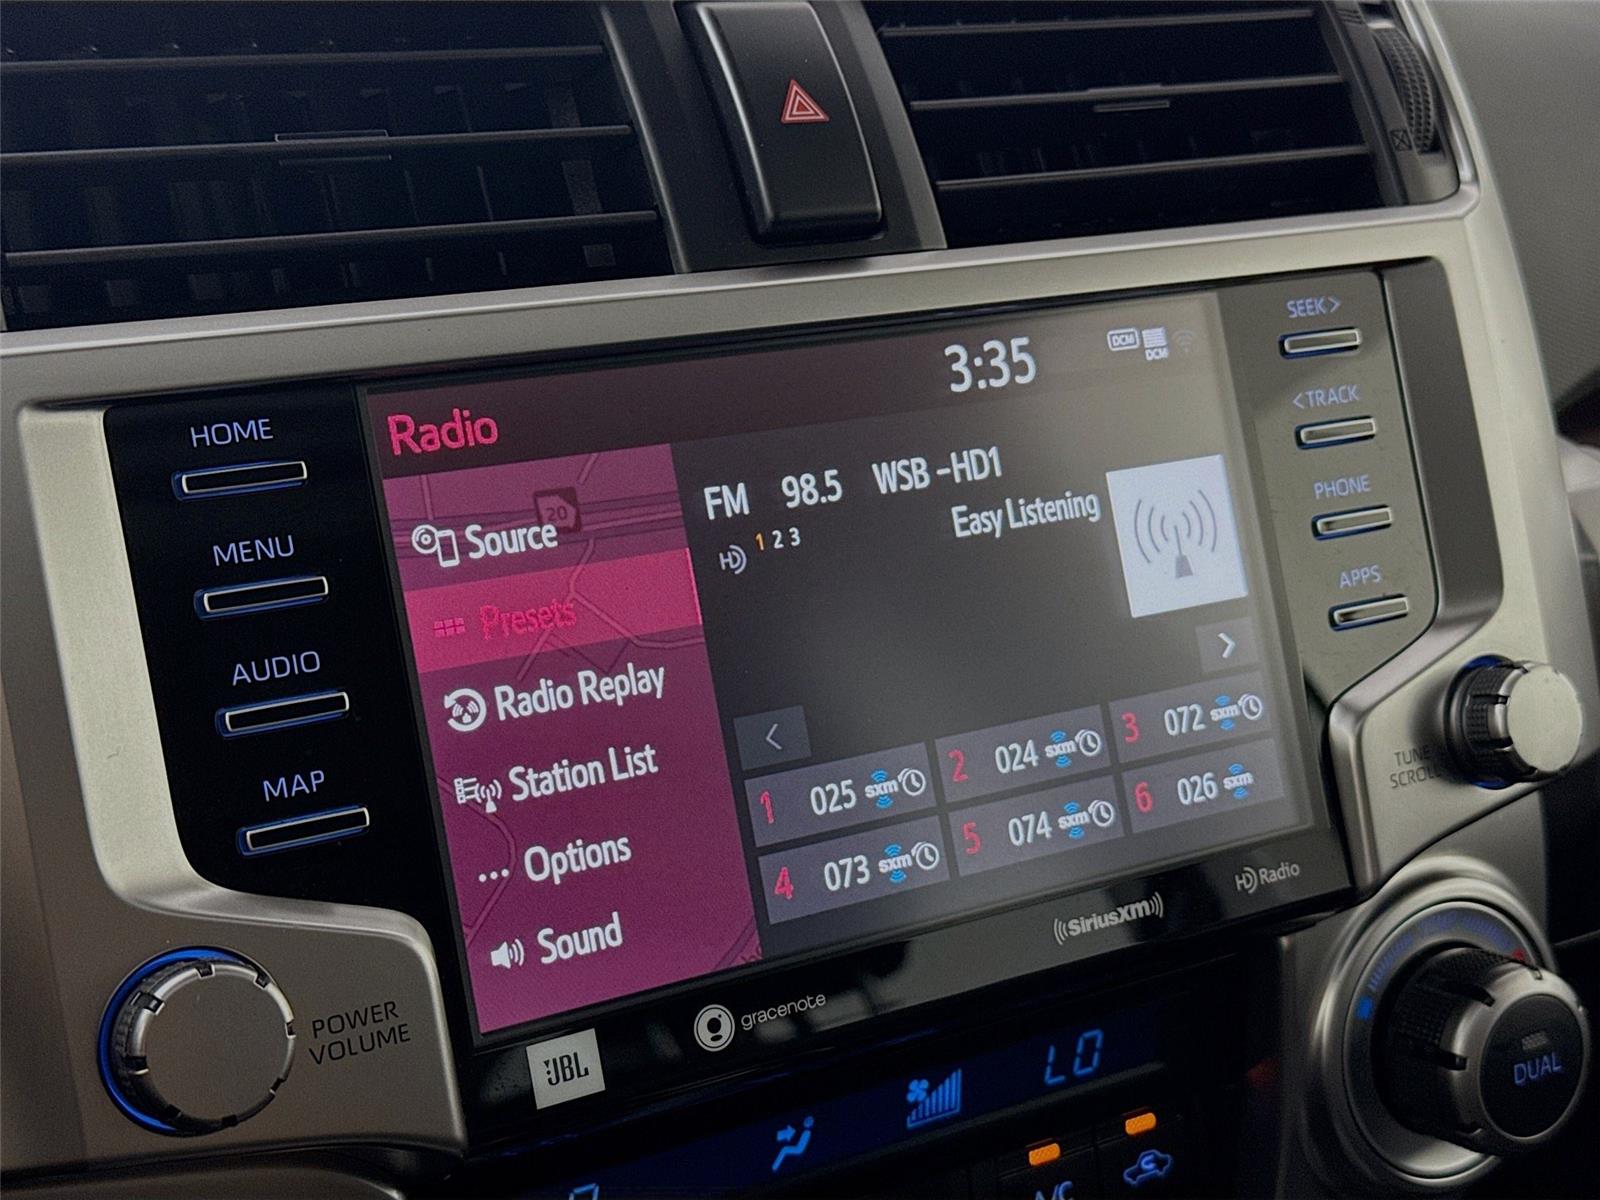 SEEK>
<TRACK
PHONE
APPS
TUNE
SCROLL
HOME
MENU
AUDIO
MAP
POWER
VOLUME
Radio
3:35
DCM
DCM
20
Source
Presets
Radio Replay
Station List
... Options
Sound
FM 98.5 WSB -HD1
Easy Listening
HD 1 2 3
<
>
1 025 sxm
2 024 sxm
3 072 sxm
4 073 sxm
5 074 sxm
6 026 sxm
JBL
gracenote
((SiriusXM))
HD Radio
LO
DUAL
A/C